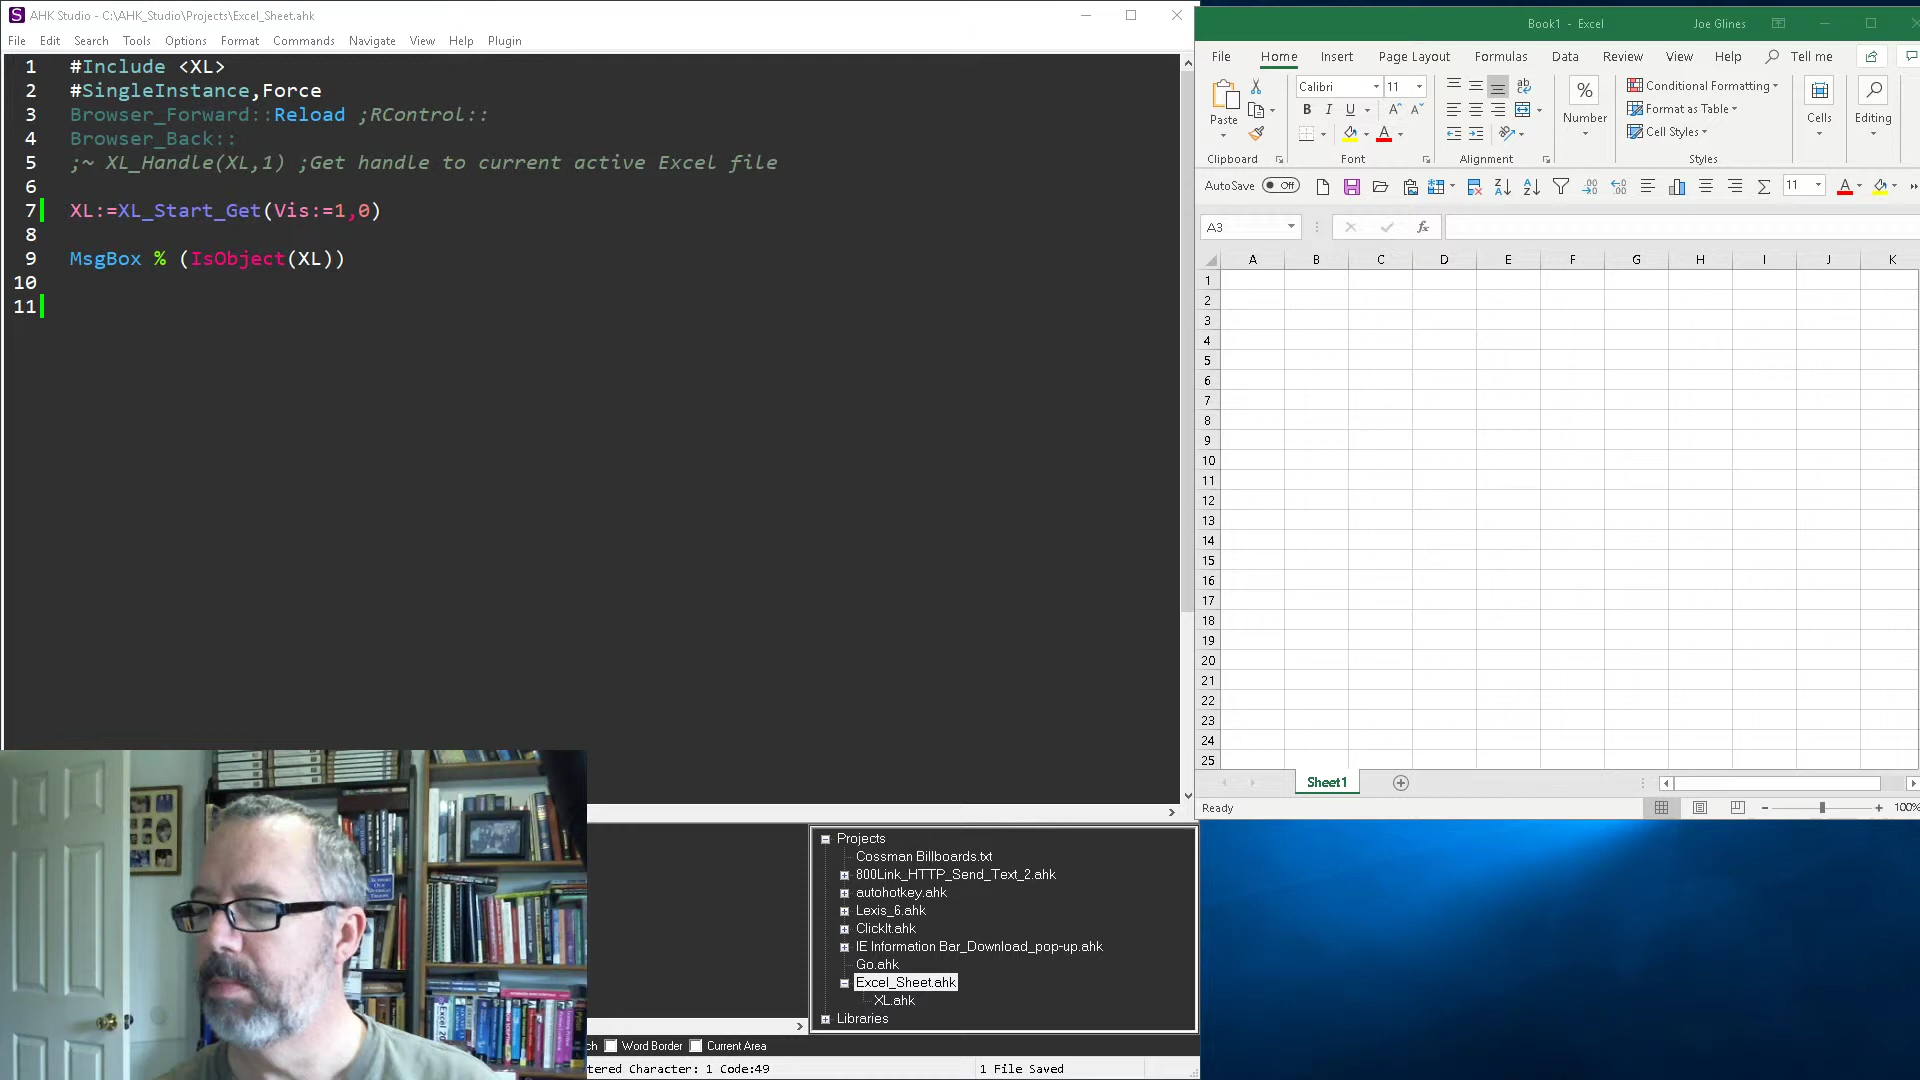 AHK Studio - C:\AHK_Studio\Projects\Excel_Sheet.ahk
File Edit Search Tools Options Format Commands Navigate View Help Plugin
1 #Include <XL>
2 #SingleInstance,Force
3 Browser_Forward::Reload ;RControl::
4 Browser_Back::
5 ;~ XL_Handle(XL,1) ;Get handle to current active Excel file
6
7 XL:=XL_Start_Get(Vis:=1,0)
8
9 MsgBox % (IsObject(XL))
10
11
Projects
Cossman Billboards.txt
800Link_HTTP_Send_Text_2.ahk
autohotkey.ahk
Lexis_6.ahk
ClickIt.ahk
IE Information Bar_Download_pop-up.ahk
Go.ahk
Excel_Sheet.ahk
XL.ahk
Libraries
ch Word Border Current Area
tered Character: 1 Code:49 1 File Saved
Book1 - Excel Joe Glines
File Home Insert Page Layout Formulas Data Review View Help Tell me
Calibri 11
Paste
B I U
A A
A
ab
%
Number
Conditional Formatting
Format as Table
Cell Styles
Cells
Editing
Clipboard Font Alignment Styles
AutoSave Off 11
A3 fx
A B C D E F G H I J K
1
2
3
4
5
6
7
8
9
10
11
12
13
14
15
16
17
18
19
20
21
22
23
24
25
Sheet1
Ready 100%